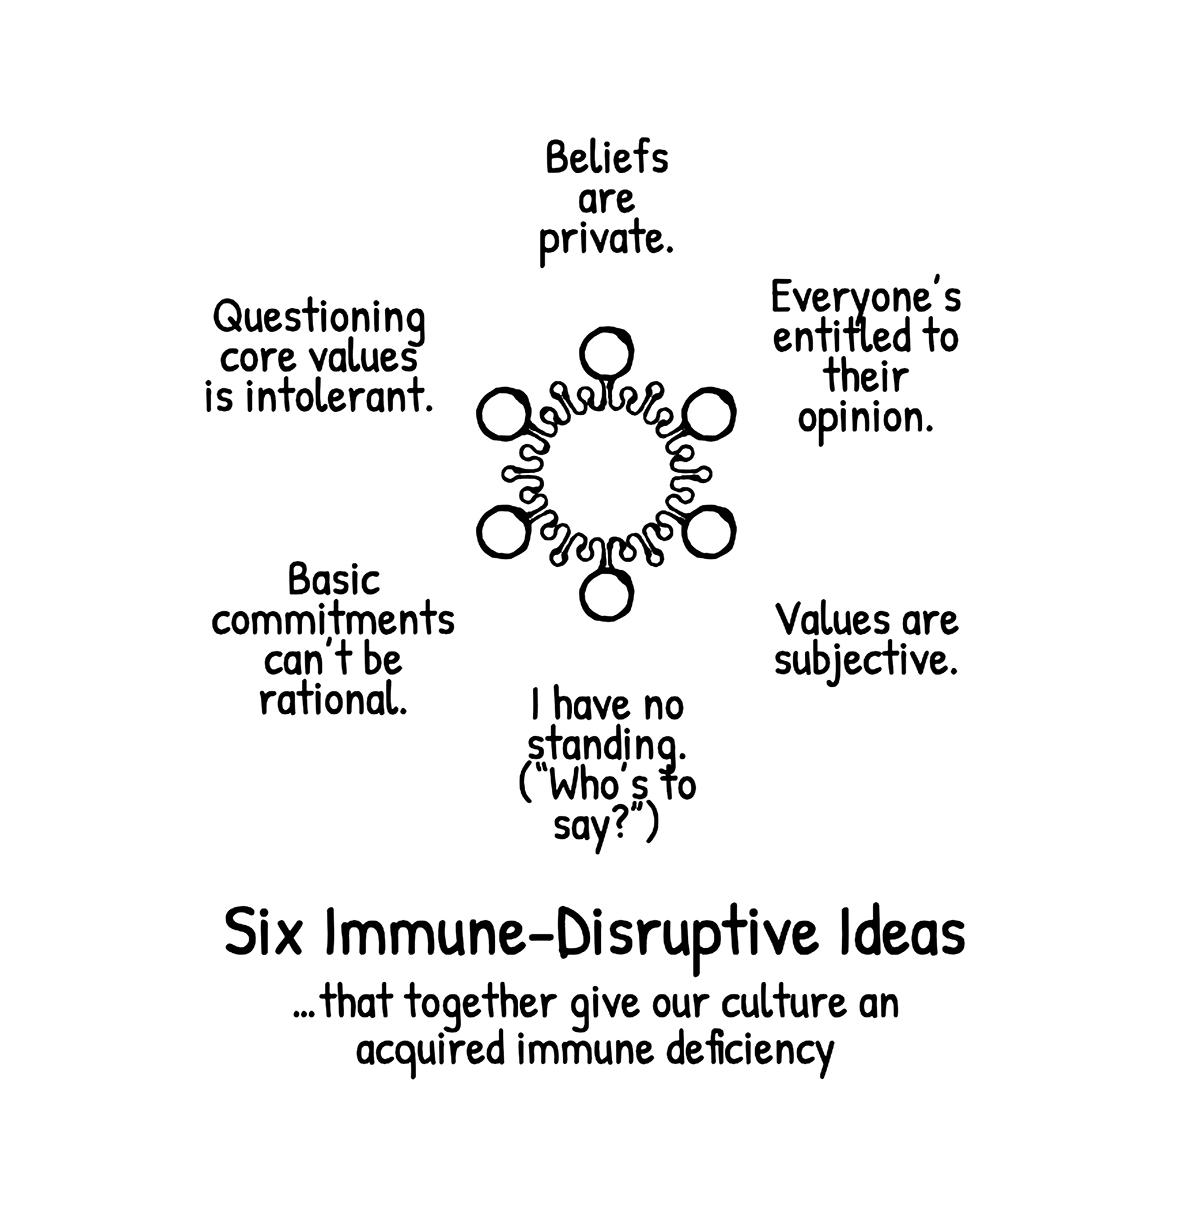 Beliefs
are
private.
Everyone's
entitled to
their
opinion.
Questioning
core values
is intolerant.
Basic
commitments
can't be
rational.
Values are
subjective.
I have no
standing.
("Who's to
say?")
Six Immune-Disruptive Ideas
...that together give our culture an
acquired immune deficiency